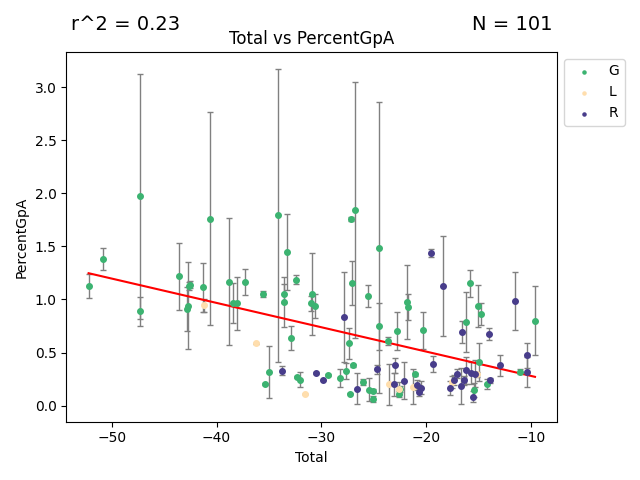 r^2 = 0.23
N = 101
Total vs PercentGpA
G
L
R
3.0
2.5
2.0
1.5
1.0
0.5
0.0
PercentGpA
−50
−40
−30
−20
−10
Total